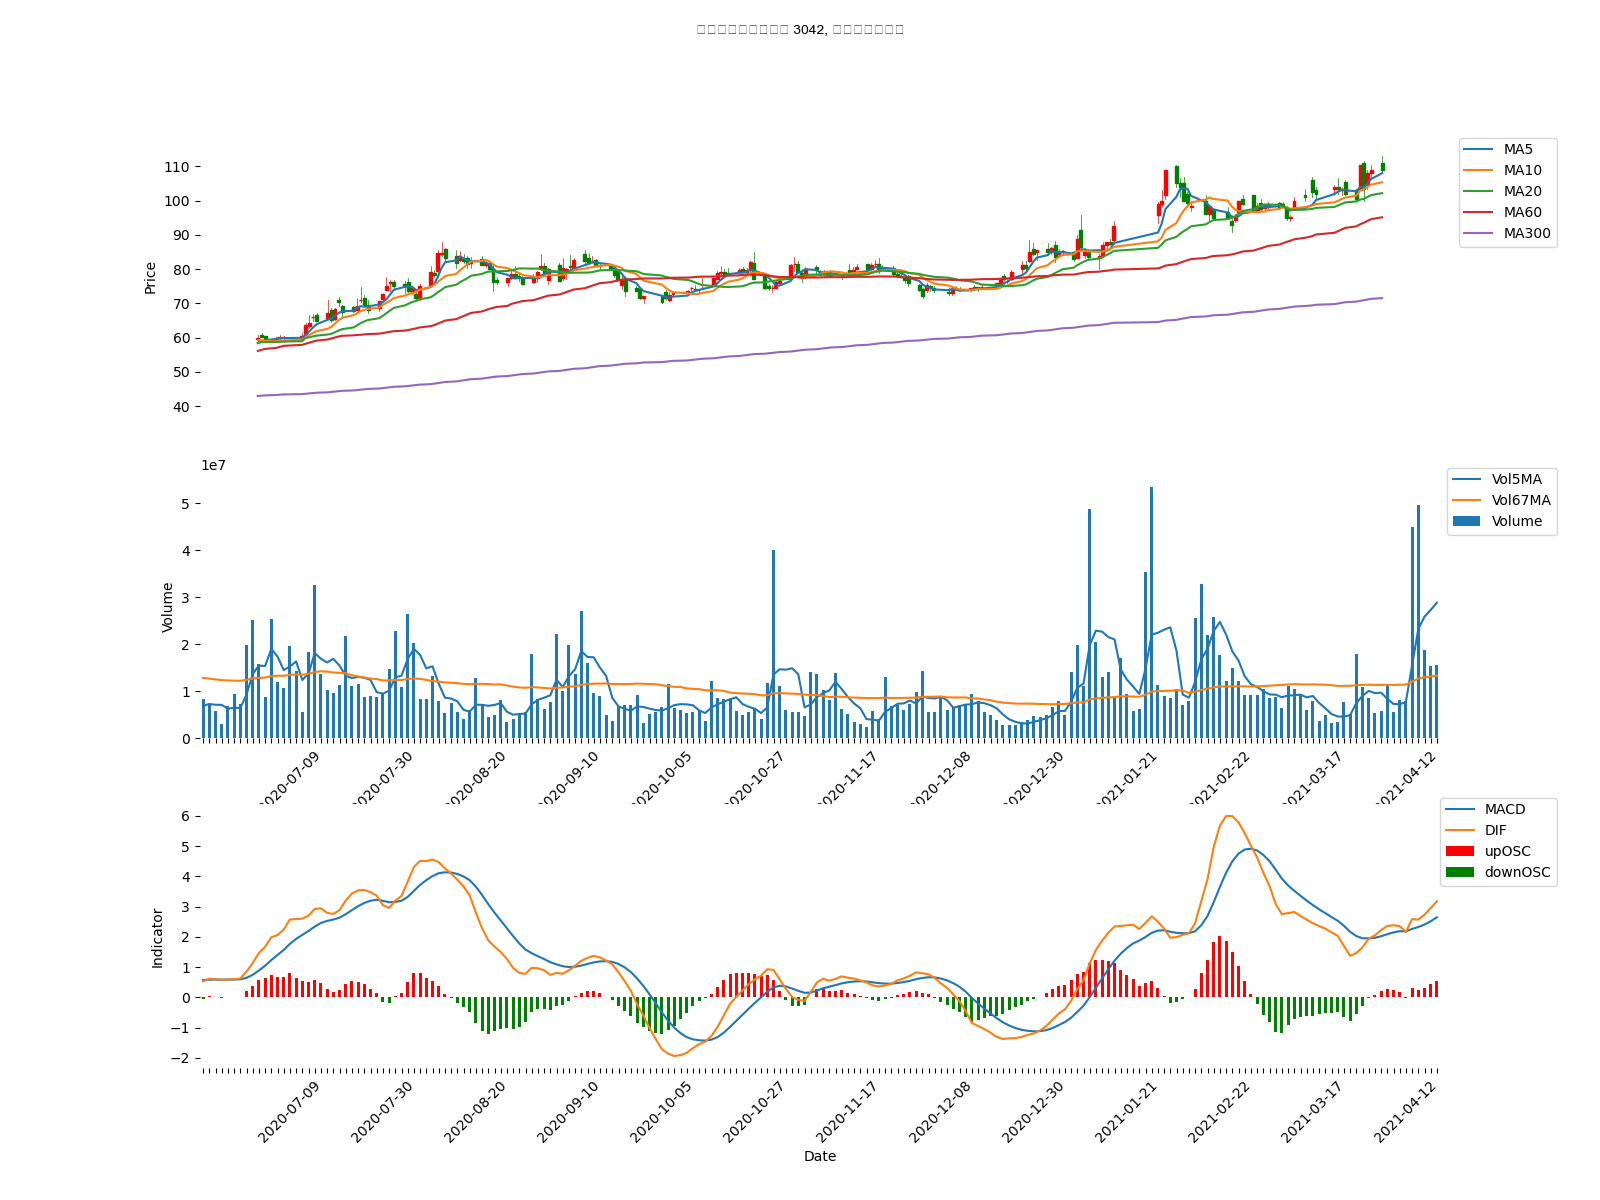 3042,
110
100
90
80
70
60
50
40
Price
MA5
MA10
MA20
MA60
MA300
1e7
5
4
3
2
1
0
Volume
Vol5MA
Vol67MA
Volume
2020-07-09
2020-07-30
2020-08-20
2020-09-10
2020-10-05
2020-10-27
2020-11-17
2020-12-08
2020-12-30
2021-01-21
2021-02-22
2021-03-17
2021-04-12
6
5
4
3
2
1
0
−1
−2
Indicator
MACD
DIF
upOSC
downOSC
2020-07-09
2020-07-30
2020-08-20
2020-09-10
2020-10-05
2020-10-27
2020-11-17
2020-12-08
2020-12-30
2021-01-21
2021-02-22
2021-03-17
2021-04-12
Date